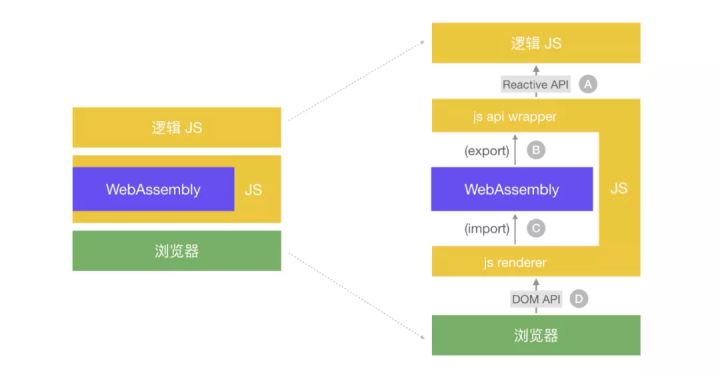 逻辑 JS
WebAssembly
JS
浏览器
逻辑 JS
Reactive API A
js api wrapper
(export) B
WebAssembly
JS
(import) C
js renderer
DOM API D
浏览器